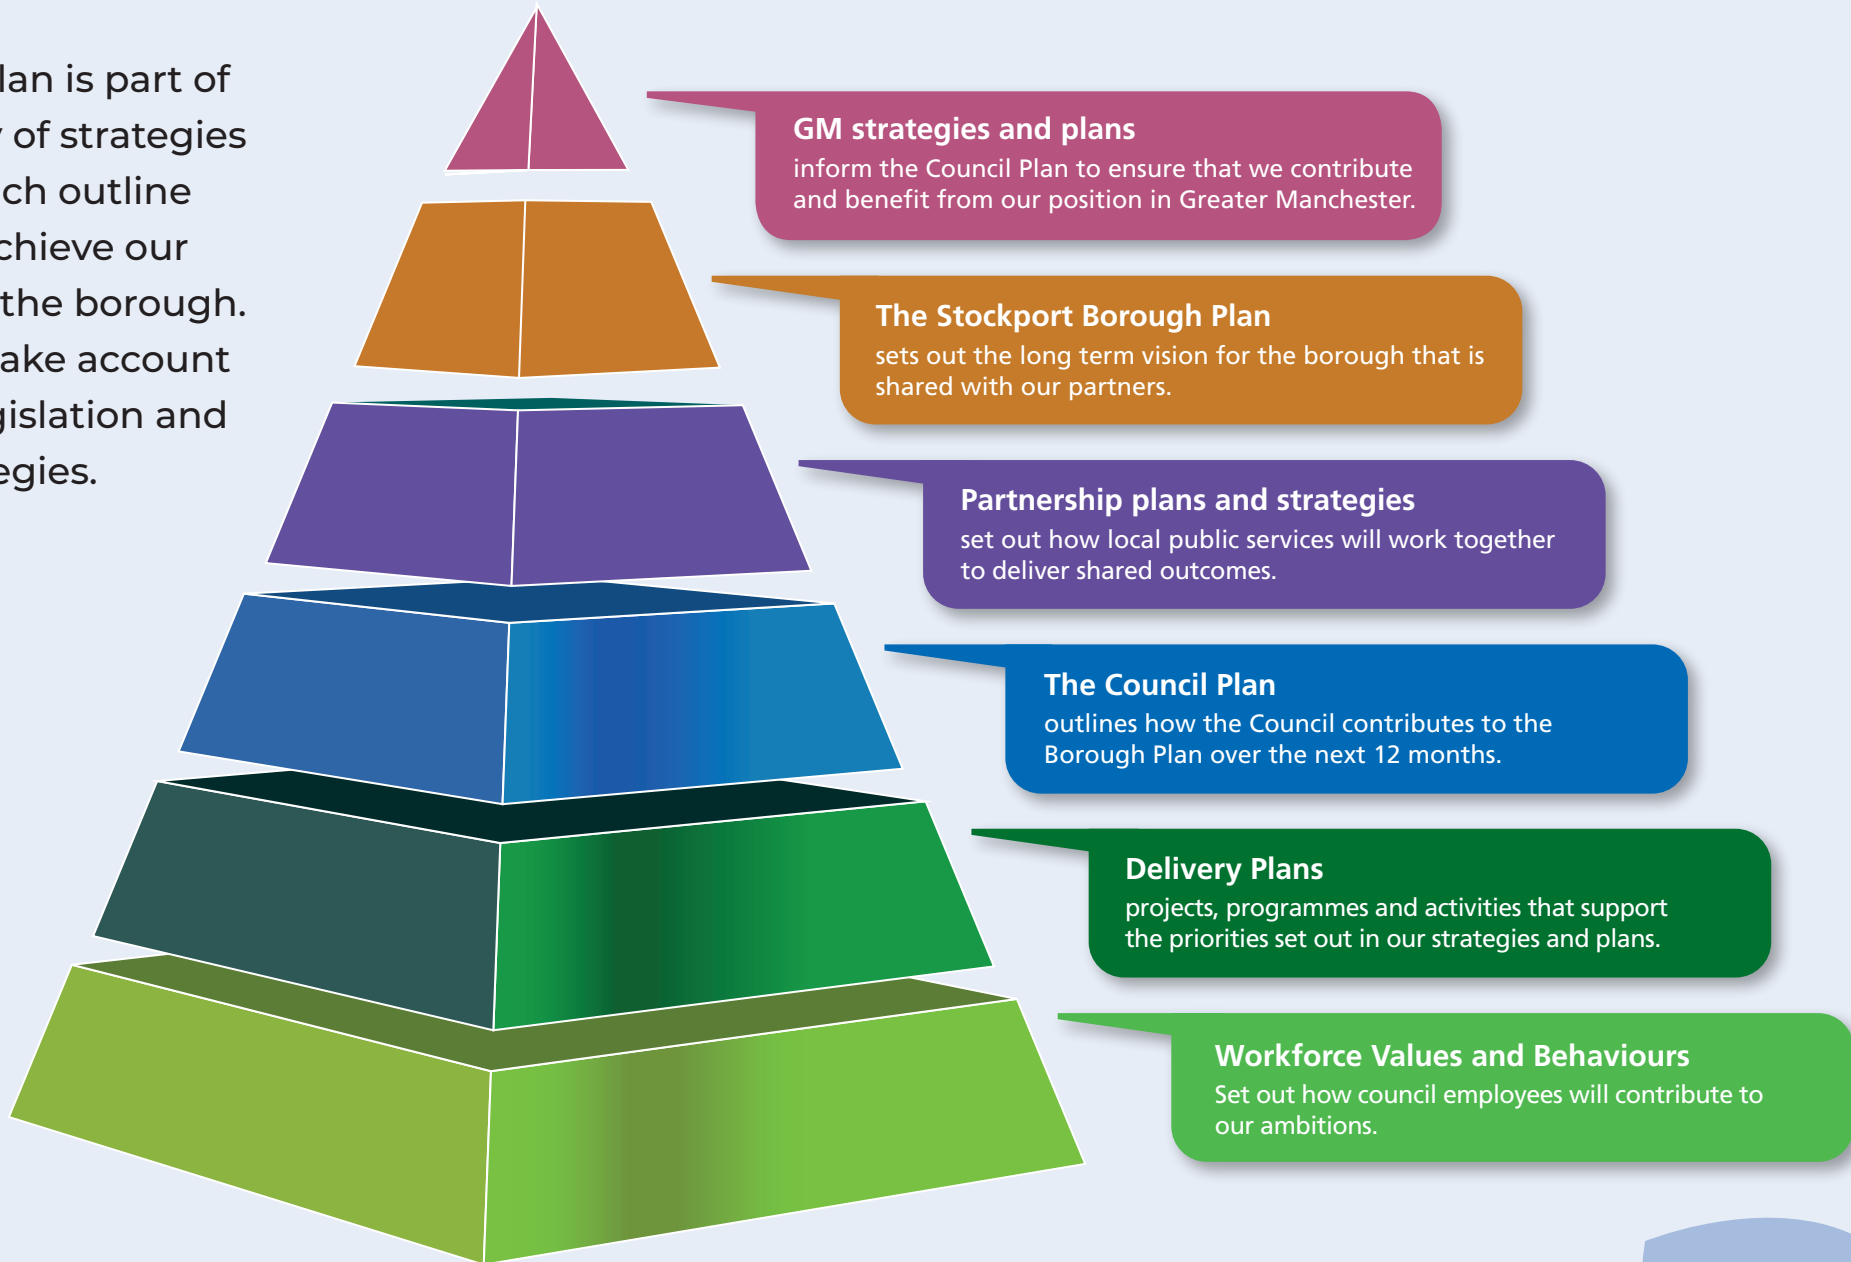 lan is part of
y of strategies
ch outline
chieve our
the borough.
ake account
gislation and
egies.
GM strategies and plans
inform the Council Plan to ensure that we contribute
and benefit from our position in Greater Manchester.
The Stockport Borough Plan
sets out the long term vision for the borough that is
shared with our partners.
Partnership plans and strategies
set out how local public services will work together
to deliver shared outcomes.
The Council Plan
outlines how the Council contributes to the
Borough Plan over the next 12 months.
Delivery Plans
projects, programmes and activities that support
the priorities set out in our strategies and plans.
Workforce Values and Behaviours
Set out how council employees will contribute to
our ambitions.